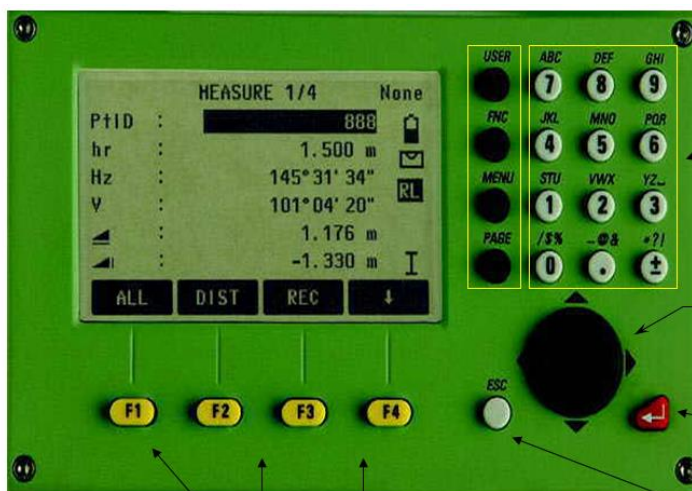 MEASURE 1/4 None
PtID : 888
hr : 1.500 m
Hz : 145°31' 34"
V : 101°04' 20"
: 1.176 m
: -1.330 m
RL
ALL DIST REC ↓
F1 F2 F3 F4
USER ABC DEF GHI
7 8 9
FNC JKL MNO PQR
4 5 6
MENU STU VWX YZ_
1 2 3
PAGE /$% _@& *?!
0 . ±
ESC